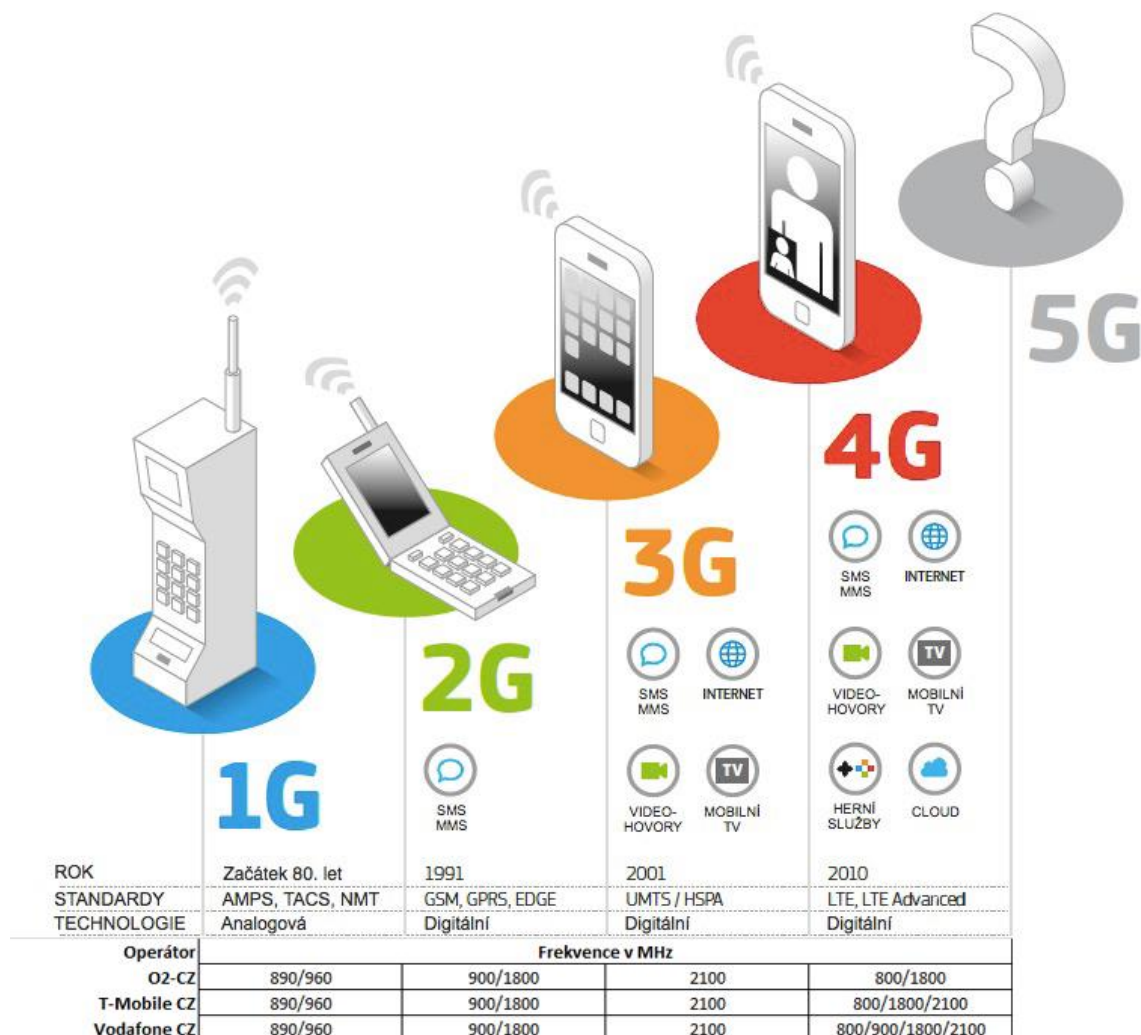 5G
4G
SMS
MMS
INTERNET
VIDEO-
HOVORY
MOBILNÍ
TV
TV
HERNÍ
SLUŽBY
CLOUD
3G
SMS
MMS
INTERNET
VIDEO-
HOVORY
MOBILNÍ
TV
TV
2G
SMS
MMS
1G
ROK Začátek 80. let 1991 2001 2010
STANDARDY AMPS, TACS, NMT GSM, GPRS, EDGE UMTS / HSPA LTE, LTE Advanced
TECHNOLOGIE Analogová Digitální Digitální Digitální
Operátor Frekvence v MHz
O2-CZ 890/960 900/1800 2100 800/1800
T-Mobile CZ 890/960 900/1800 2100 800/1800/2100
Vodafone CZ 890/960 900/1800 2100 800/900/1800/2100